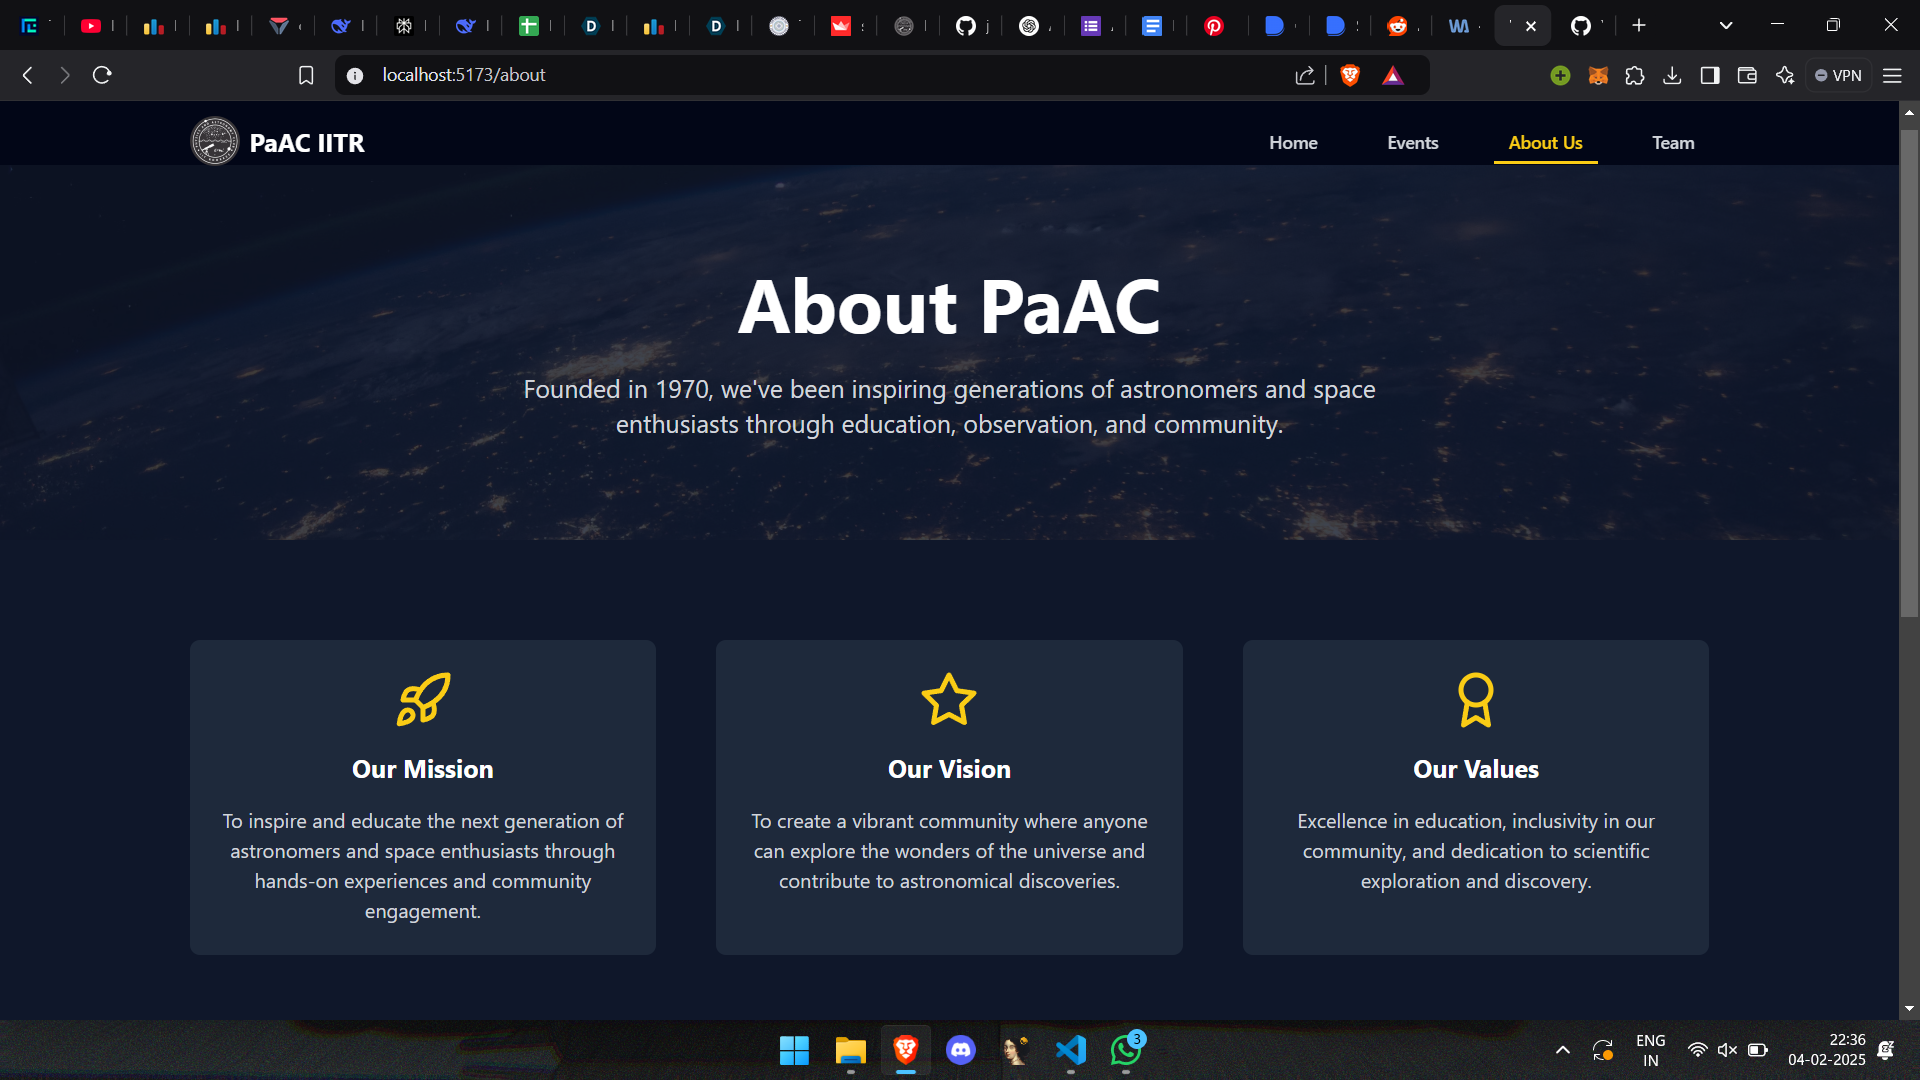 localhost:5173/about
VPN
PaAC IITR
Home
Events
About Us
Team
About PaAC
Founded in 1970, we've been inspiring generations of astronomers and space
enthusiasts through education, observation, and community.
Our Mission
To inspire and educate the next generation of
astronomers and space enthusiasts through
hands-on experiences and community
engagement.
Our Vision
To create a vibrant community where anyone
can explore the wonders of the universe and
contribute to astronomical discoveries.
Our Values
Excellence in education, inclusivity in our
community, and dedication to scientific
exploration and discovery.
3
ENG
IN
22:36
04-02-2025